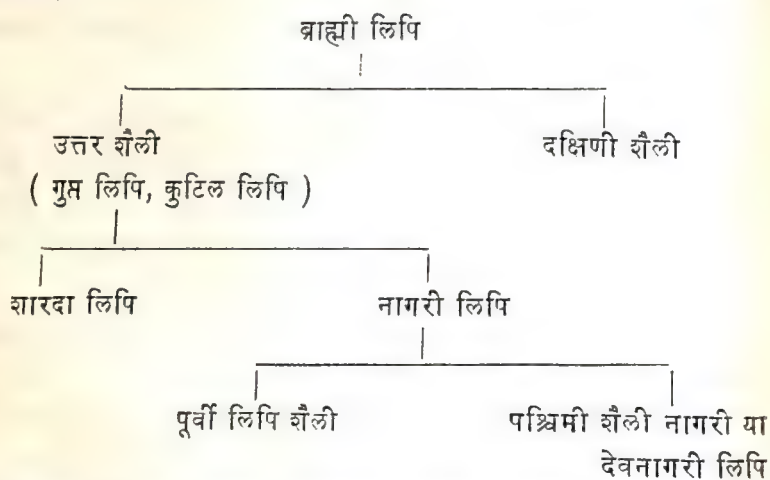 ब्राह्मी लिपि
उत्तर शैली
दक्षिणी शैली
( गुप्त लिपि, कुटिल लिपि )
शारदा लिपि
नागरी लिपि
पूर्वी लिपि शैली
पश्चिमी शैली नागरी या
देवनागरी लिपि